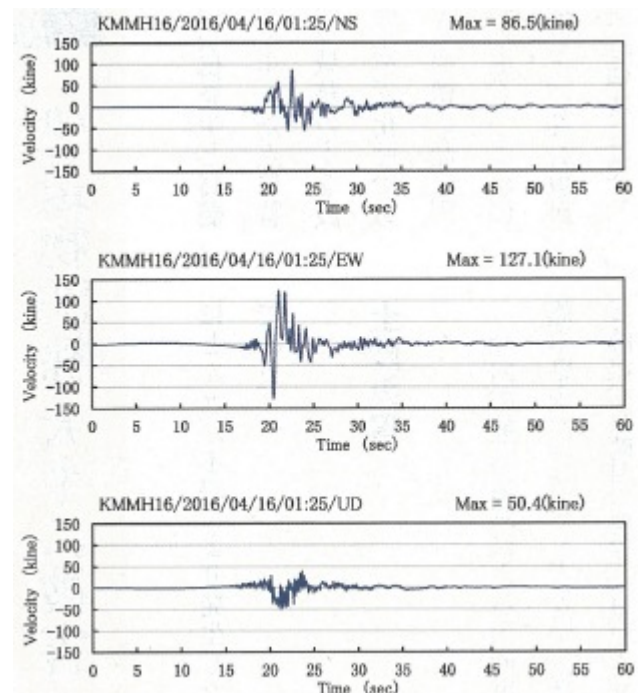 KMMH16/2016/04/16/01:25/NS Max = 86.5(kine)
Velocity (kine)
150
100
50
0
-50
-100
-150
0 5 10 15 20 25 30 35 40 45 50 55 60
Time (sec)
KMMH16/2016/04/16/01:25/EW Max = 127.1(kine)
Velocity (kine)
150
100
50
0
-50
-100
-150
0 5 10 15 20 25 30 35 40 45 50 55 60
Time (sec)
KMMH16/2016/04/16/01:25/UD Max = 50.4(kine)
Velocity (kine)
150
100
50
0
-50
-100
-150
0 5 10 15 20 25 30 35 40 45 50 55 60
Time (sec)